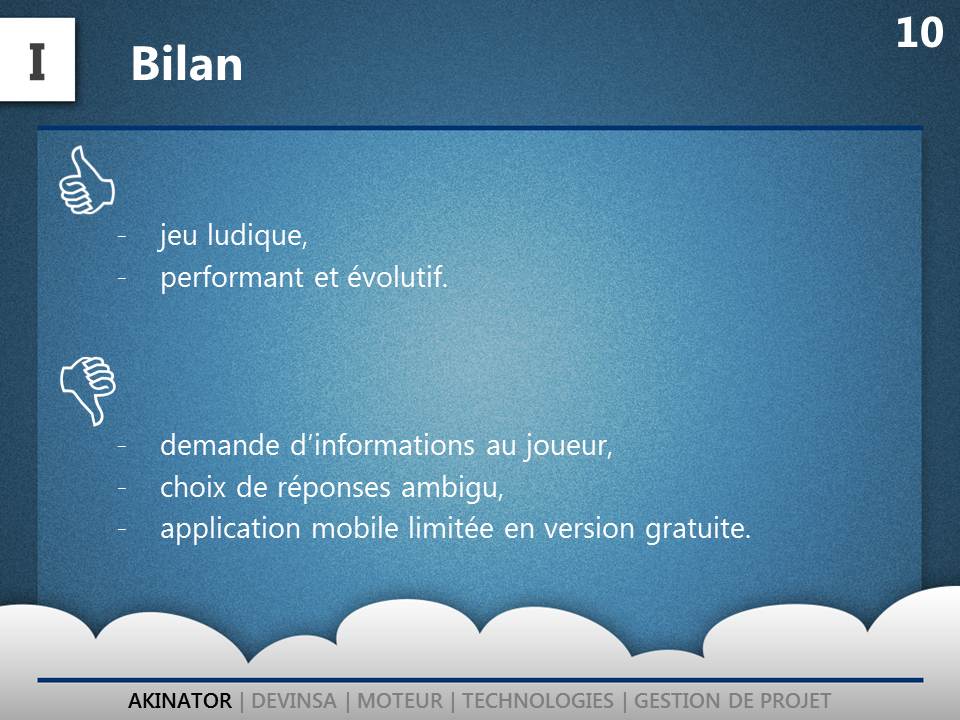 I
Bilan
10
- jeu ludique,
- performant et évolutif.
- demande d’informations au joueur,
- choix de réponses ambigu,
- application mobile limitée en version gratuite.
AKINATOR | DEVINSA | MOTEUR | TECHNOLOGIES | GESTION DE PROJET